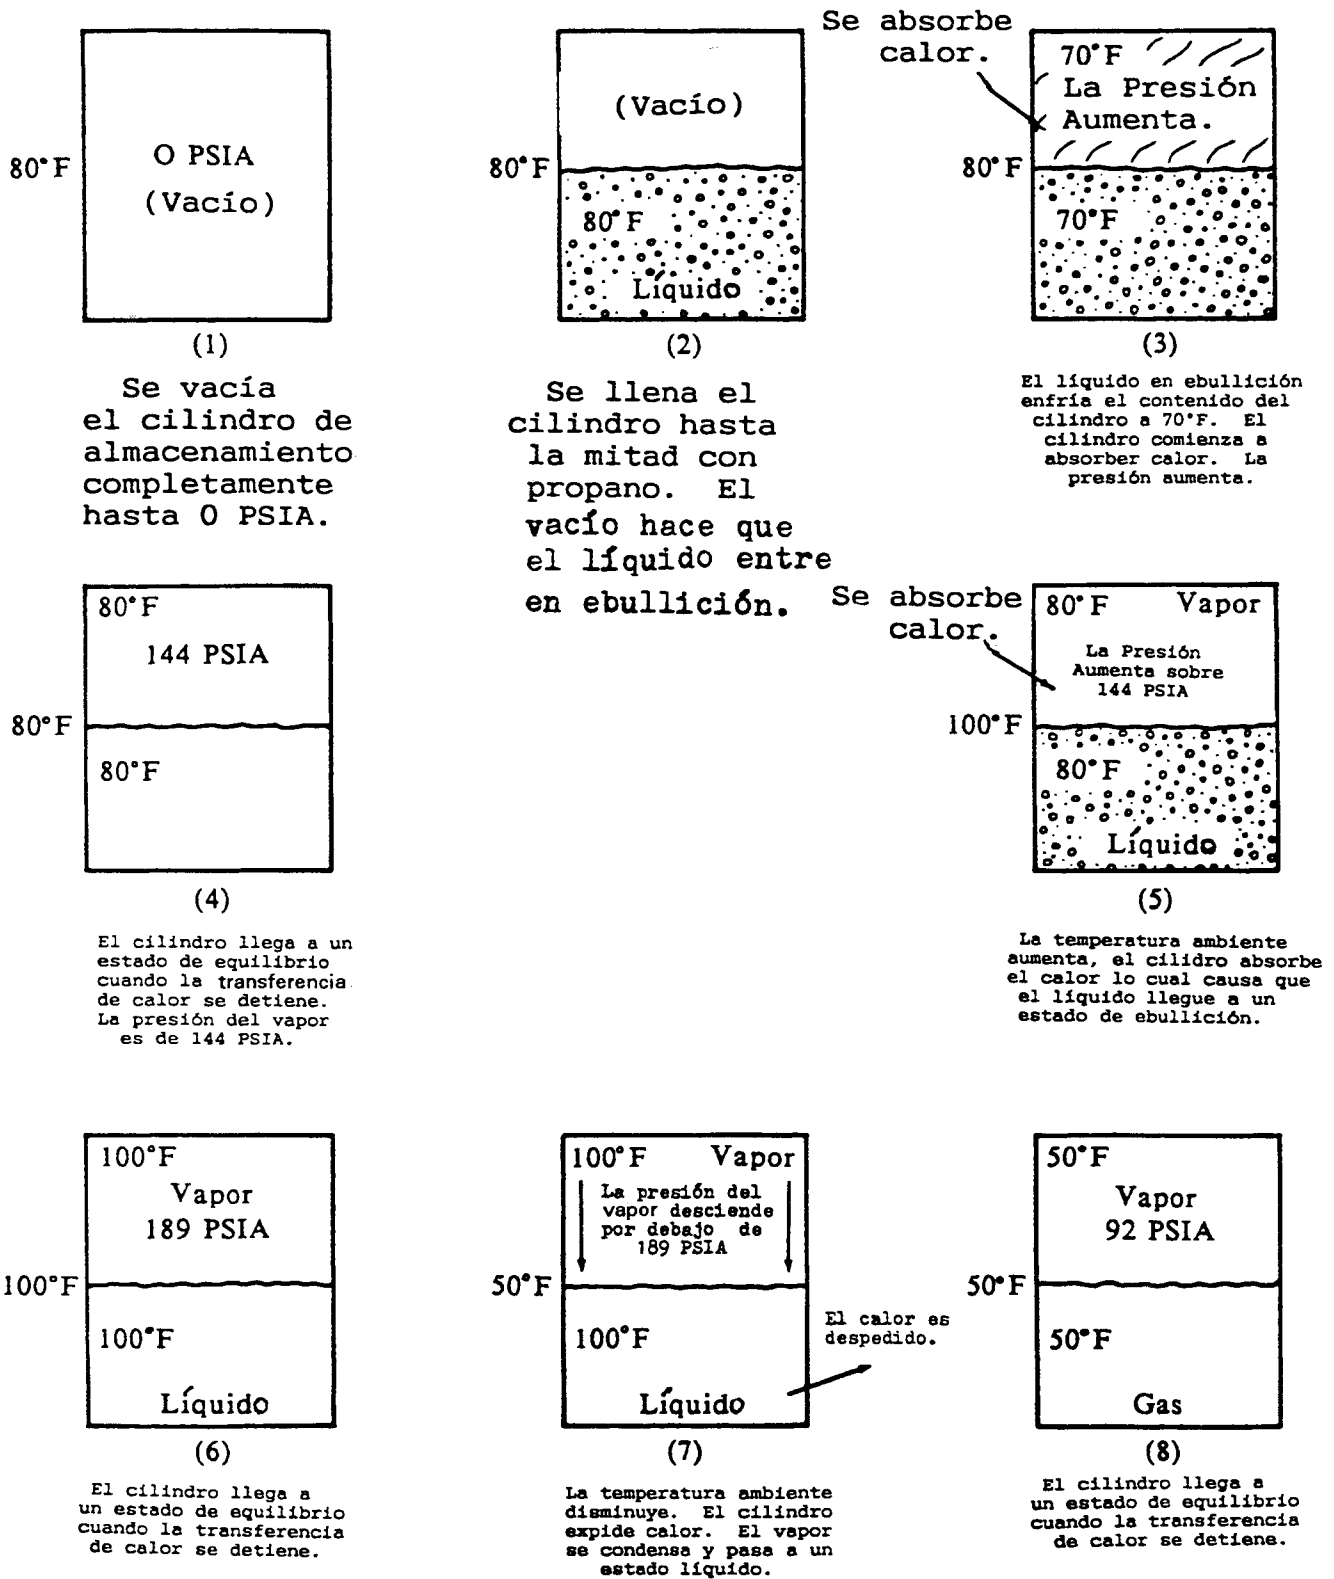 80°F
O PSIA
(Vacío)
(1)
Se vacía
el cilindro de
almacenamiento
completamente
hasta O PSIA.
80°F
(Vacío)
80°F
Líquido
(2)
Se llena el
cilindro hasta
la mitad con
propano. El
vacío hace que
el líquido entre
en ebullición.
Se absorbe
calor.
80°F
70°F
La Presión
Aumenta.
70°F
(3)
El líquido en ebullición
enfría el contenido del
cilindro a 70°F. El
cilindro comienza a
absorber calor. La
presión aumenta.
80°F
80°F
144 PSIA
80°F
(4)
El cilindro llega a un
estado de equilibrio
cuando la transferencia
de calor se detiene.
La presión del vapor
es de 144 PSIA.
Se absorbe
calor.
100°F
80°F Vapor
La Presión
Aumenta sobre
144 PSIA
80°F
Líquido
(5)
La temperatura ambiente
aumenta, el cilidro absorbe
el calor lo cual causa que
el líquido llegue a un
estado de ebullición.
100°F
100°F
Vapor
189 PSIA
100°F
Líquido
(6)
El cilindro llega a
un estado de equilibrio
cuando la transferencia
de calor se detiene.
50°F
100°F Vapor
La presión del
vapor desciende
por debajo de
189 PSIA
100°F
Líquido
El calor es
despedido.
(7)
La temperatura ambiente
disminuye. El cilindro
expide calor. El vapor
se condensa y pasa a un
estado líquido.
50°F
50°F
Vapor
92 PSIA
50°F
Gas
(8)
El cilindro llega a
un estado de equilibrio
cuando la transferencia
de calor se detiene.